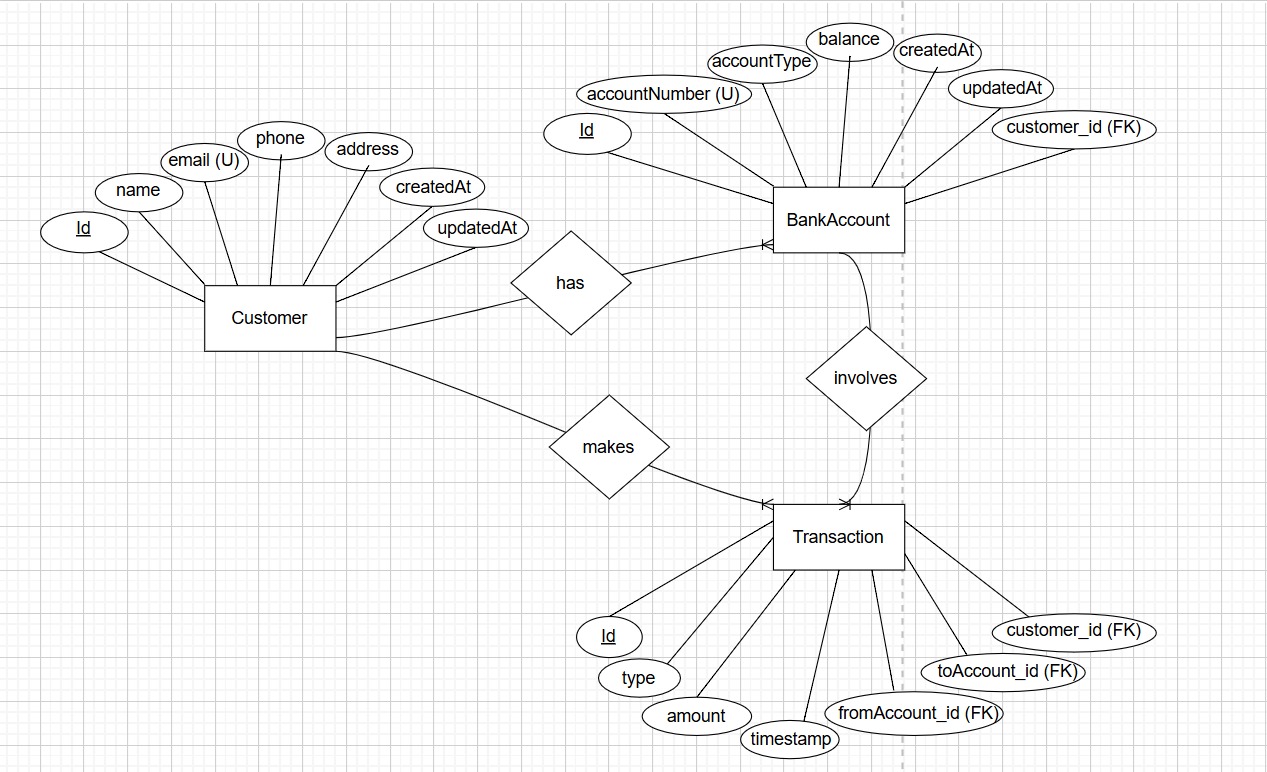 balance
createdAt
accountType
updatedAt
accountNumber (U)
customer_id (FK)
Id
phone
address
email (U)
createdAt
name
updatedAt
Id
BankAccount
has
Customer
involves
makes
Transaction
customer_id (FK)
Id
toAccount_id (FK)
type
fromAccount_id (FK)
amount
timestamp